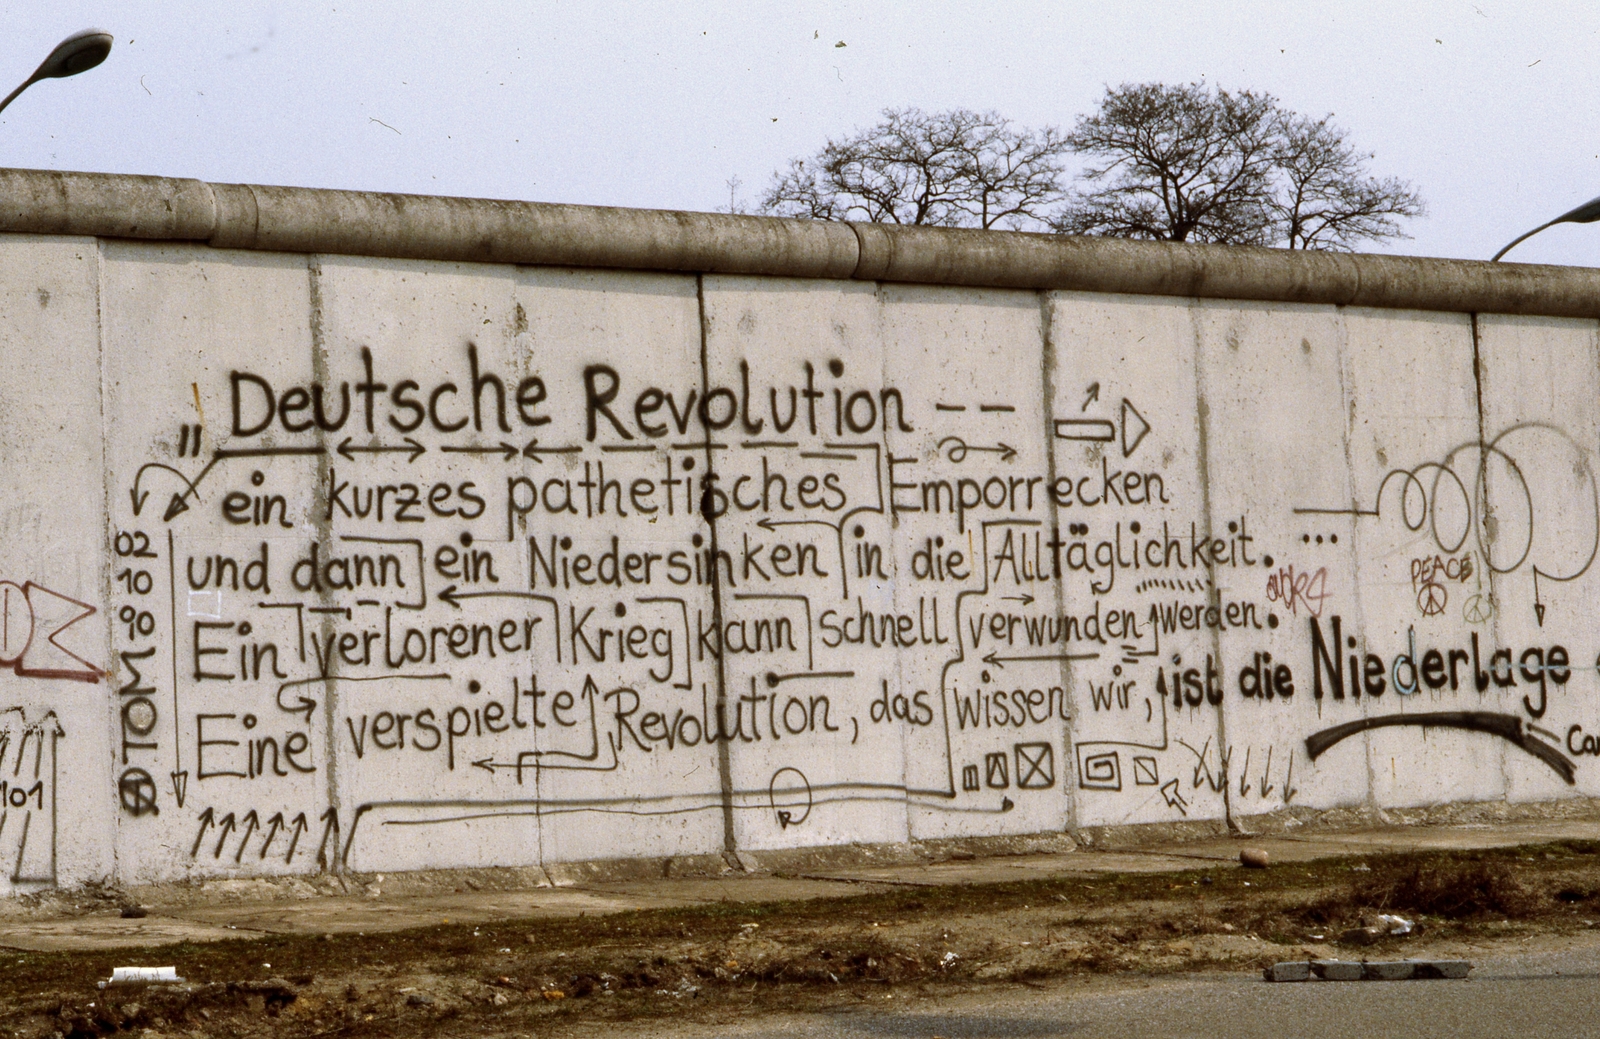 „Deutsche Revolution – –
ein kurzes pathetisches Emporrecken
und dann ein Niedersinken in die Alltäglichkeit. ...
Ein verlorener Krieg kann schnell verwunden werden.
Eine verspielte Revolution, das wissen wir, ist die Niederlage
02
10
90
TOM
PEACE
101